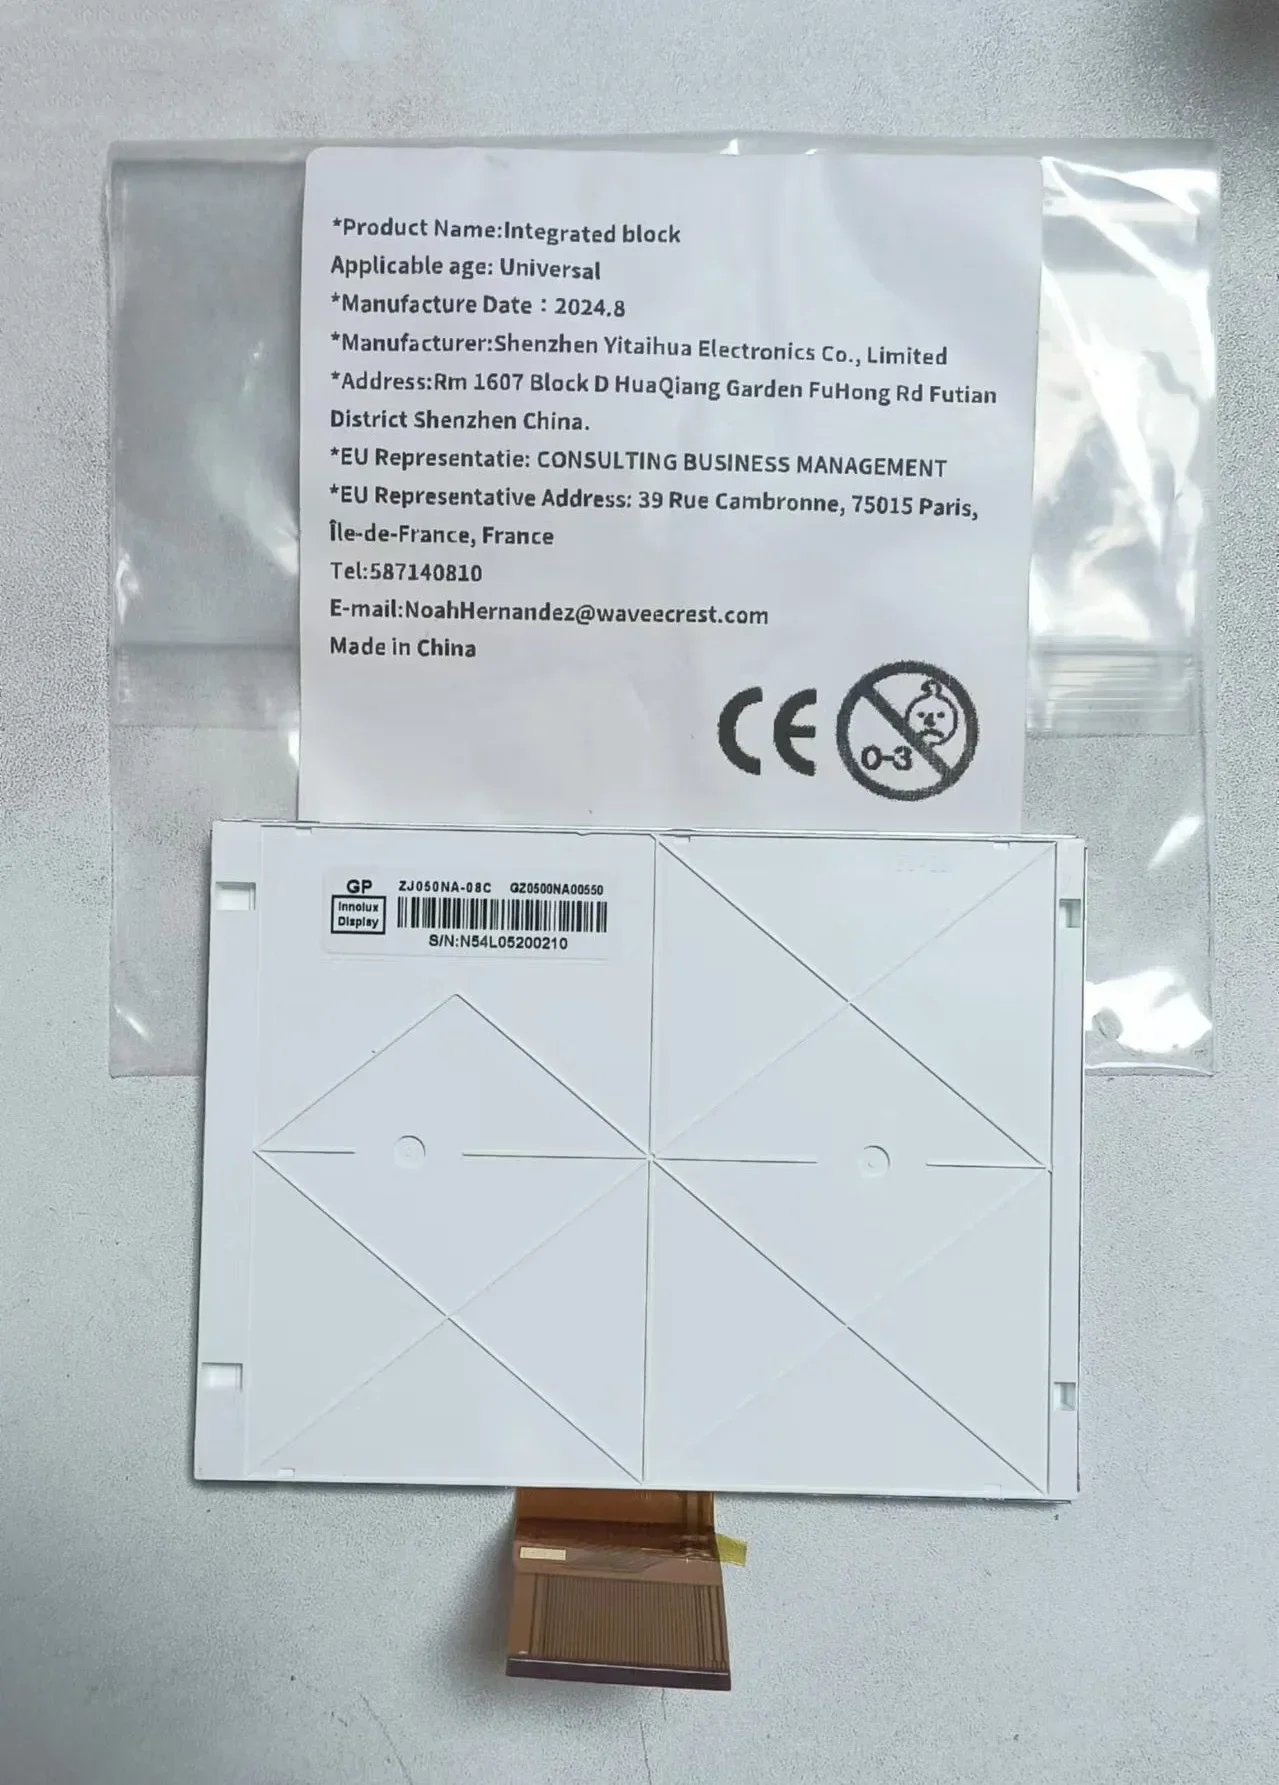 *Product Name:Integrated block
Applicable age: Universal
*Manufacture Date：2024.8
*Manufacturer:Shenzhen Yitaihua Electronics Co., Limited
*Address:Rm 1607 Block D HuaQiang Garden FuHong Rd Futian
District Shenzhen China.
*EU Representatie: CONSULTING BUSINESS MANAGEMENT
*EU Representative Address: 39 Rue Cambronne, 75015 Paris,
Île-de-France, France
Tel:587140810
E-mail:NoahHernandez@waveecrest.com
Made in China
CE
0-3
GP ZJ050NA-08C GZ0500NA00550
Innolux
Display
S/N:N54L05200210